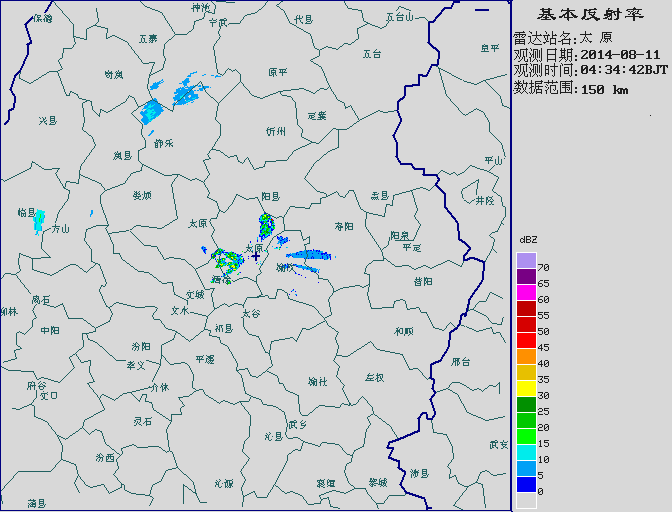 基本反射率
雷达站名:太 原
观测日期:2014-08-11
观测时间:04:34:42BJT
数据范围:150 km
神池
保德
宁武
代县
五台山
五寨
阜平
五台
岢岚
原平
兴县
定襄
忻州
静乐
岚县
平山
娄烦
阳县
盂县
井陉
临县
方山
太原
寿阳
阳泉
平定
太原
榆次
清徐
昔阳
文城
离石
柳林
文水
太谷
祁县
中阳
和顺
汾阳
平遥
孝义
邢台
榆社
左权
介休
隰谷
交口
灵石
武乡
沁县
武安
汾西
沁源
襄垣
黎城
涉县
蒲县
dBZ
70
65
60
55
50
45
40
35
30
25
20
15
10
5
0